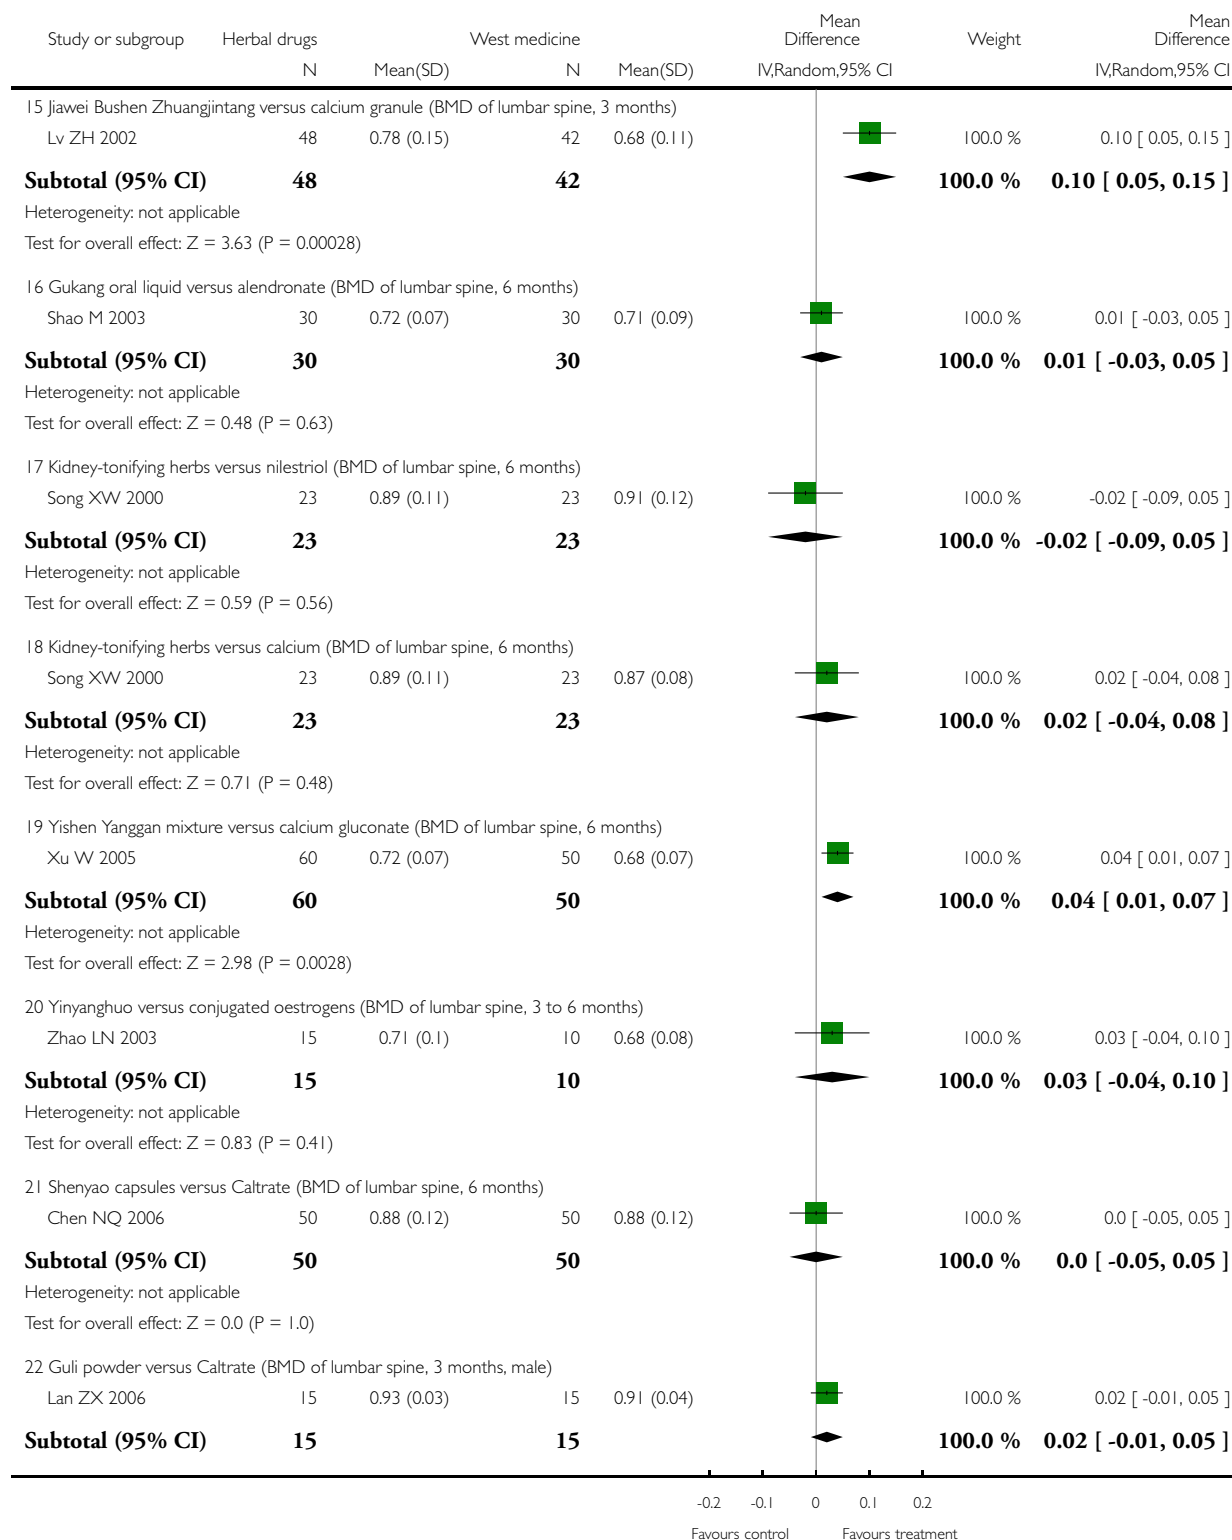 Study or subgroup Herbal drugs West medicine Mean Difference Weight Mean Difference
N Mean(SD) N Mean(SD) IV,Random,95% CI IV,Random,95% CI
15 Jiawei Bushen Zhuangjintang versus calcium granule (BMD of lumbar spine, 3 months)
Lv ZH 2002 48 0.78 (0.15) 42 0.68 (0.11) 100.0 % 0.10 [ 0.05, 0.15 ]
Subtotal (95% CI) 48 42 100.0 % 0.10 [ 0.05, 0.15 ]
Heterogeneity: not applicable
Test for overall effect: Z = 3.63 (P = 0.00028)
16 Gukang oral liquid versus alendronate (BMD of lumbar spine, 6 months)
Shao M 2003 30 0.72 (0.07) 30 0.71 (0.09) 100.0 % 0.01 [ -0.03, 0.05 ]
Subtotal (95% CI) 30 30 100.0 % 0.01 [ -0.03, 0.05 ]
Heterogeneity: not applicable
Test for overall effect: Z = 0.48 (P = 0.63)
17 Kidney-tonifying herbs versus nilestriol (BMD of lumbar spine, 6 months)
Song XW 2000 23 0.89 (0.11) 23 0.91 (0.12) 100.0 % -0.02 [ -0.09, 0.05 ]
Subtotal (95% CI) 23 23 100.0 % -0.02 [ -0.09, 0.05 ]
Heterogeneity: not applicable
Test for overall effect: Z = 0.59 (P = 0.56)
18 Kidney-tonifying herbs versus calcium (BMD of lumbar spine, 6 months)
Song XW 2000 23 0.89 (0.11) 23 0.87 (0.08) 100.0 % 0.02 [ -0.04, 0.08 ]
Subtotal (95% CI) 23 23 100.0 % 0.02 [ -0.04, 0.08 ]
Heterogeneity: not applicable
Test for overall effect: Z = 0.71 (P = 0.48)
19 Yishen Yanggan mixture versus calcium gluconate (BMD of lumbar spine, 6 months)
Xu W 2005 60 0.72 (0.07) 50 0.68 (0.07) 100.0 % 0.04 [ 0.01, 0.07 ]
Subtotal (95% CI) 60 50 100.0 % 0.04 [ 0.01, 0.07 ]
Heterogeneity: not applicable
Test for overall effect: Z = 2.98 (P = 0.0028)
20 Yinyanghuo versus conjugated oestrogens (BMD of lumbar spine, 3 to 6 months)
Zhao LN 2003 15 0.71 (0.1) 10 0.68 (0.08) 100.0 % 0.03 [ -0.04, 0.10 ]
Subtotal (95% CI) 15 10 100.0 % 0.03 [ -0.04, 0.10 ]
Heterogeneity: not applicable
Test for overall effect: Z = 0.83 (P = 0.41)
21 Shenyao capsules versus Caltrate (BMD of lumbar spine, 6 months)
Chen NQ 2006 50 0.88 (0.12) 50 0.88 (0.12) 100.0 % 0.0 [ -0.05, 0.05 ]
Subtotal (95% CI) 50 50 100.0 % 0.0 [ -0.05, 0.05 ]
Heterogeneity: not applicable
Test for overall effect: Z = 0.0 (P = 1.0)
22 Guli powder versus Caltrate (BMD of lumbar spine, 3 months, male)
Lan ZX 2006 15 0.93 (0.03) 15 0.91 (0.04) 100.0 % 0.02 [ -0.01, 0.05 ]
Subtotal (95% CI) 15 15 100.0 % 0.02 [ -0.01, 0.05 ]
-0.2 -0.1 0 0.1 0.2
Favours control Favours treatment